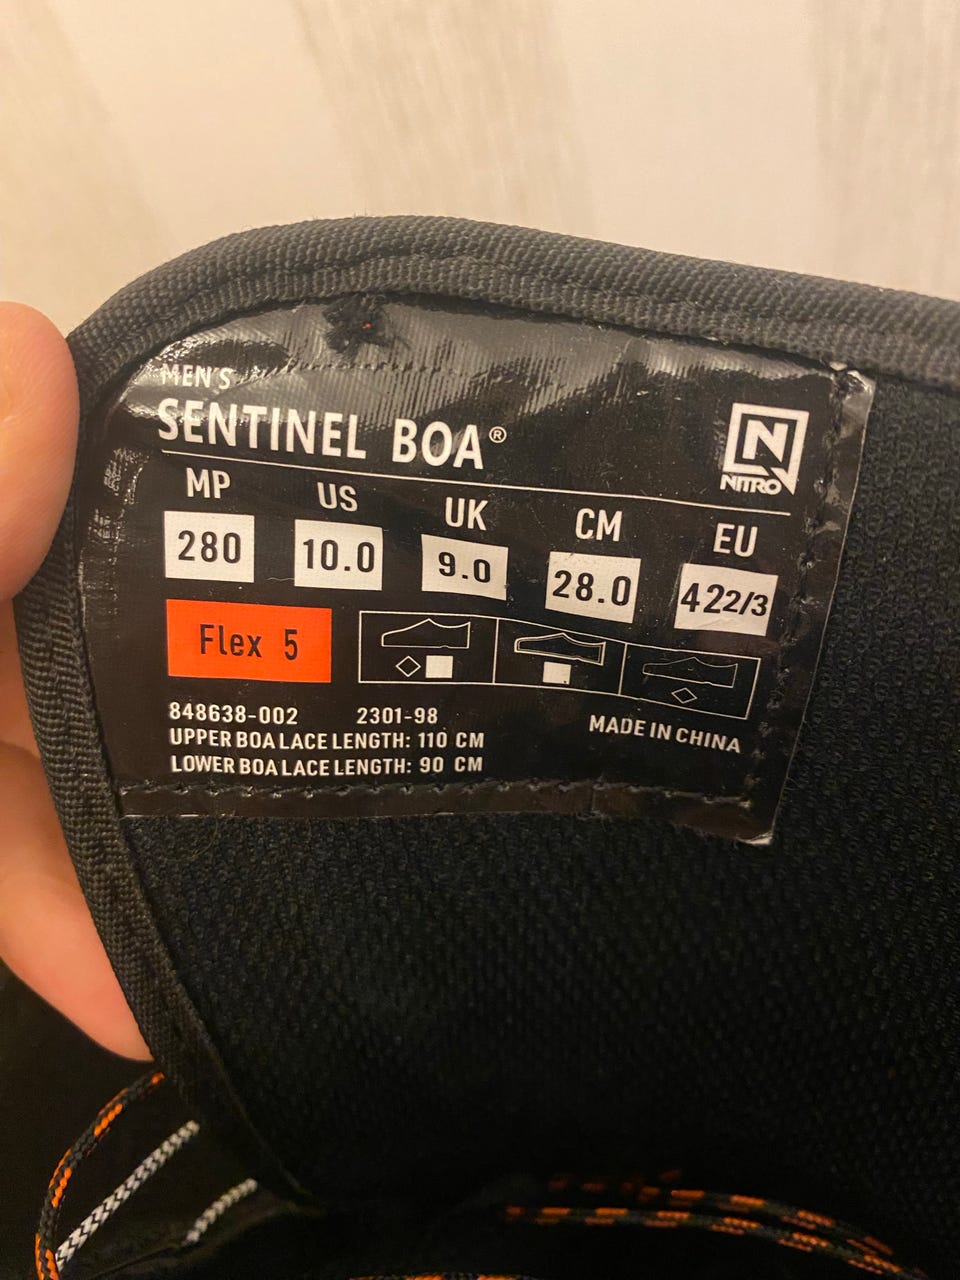 MEN'S
SENTINEL BOA®
N
NITRO
MP US UK CM EU
280 10.0 9.0 28.0 42 2/3
Flex 5
848638-002 2301-98
UPPER BOA LACE LENGTH: 110 CM
LOWER BOA LACE LENGTH: 90 CM
MADE IN CHINA